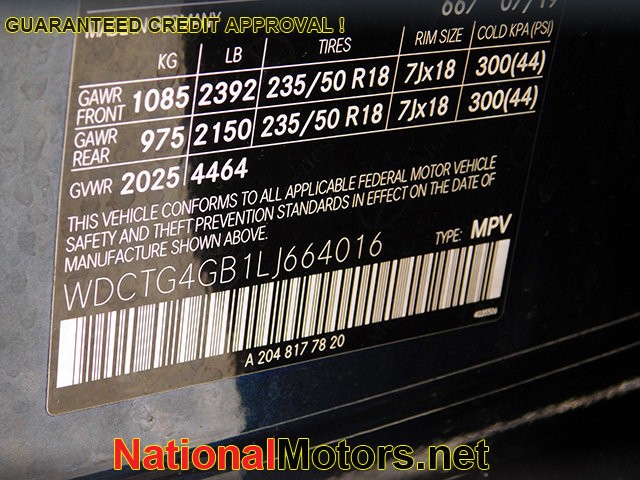 GUARANTEED CREDIT APPROVAL !
KG LB TIRES RIM SIZE COLD KPA (PSI)
GAWR FRONT 1085 2392 235/50 R18 7Jx18 300(44)
GAWR REAR 975 2150 235/50 R18 7Jx18 300(44)
GVWR 2025 4464
THIS VEHICLE CONFORMS TO ALL APPLICABLE FEDERAL MOTOR VEHICLE
SAFETY AND THEFT PREVENTION STANDARDS IN EFFECT ON THE DATE OF
MANUFACTURE SHOWN ABOVE.
TYPE: MPV
WDCTG4GB1LJ664016
A 204 817 78 20
NationalMotors.net